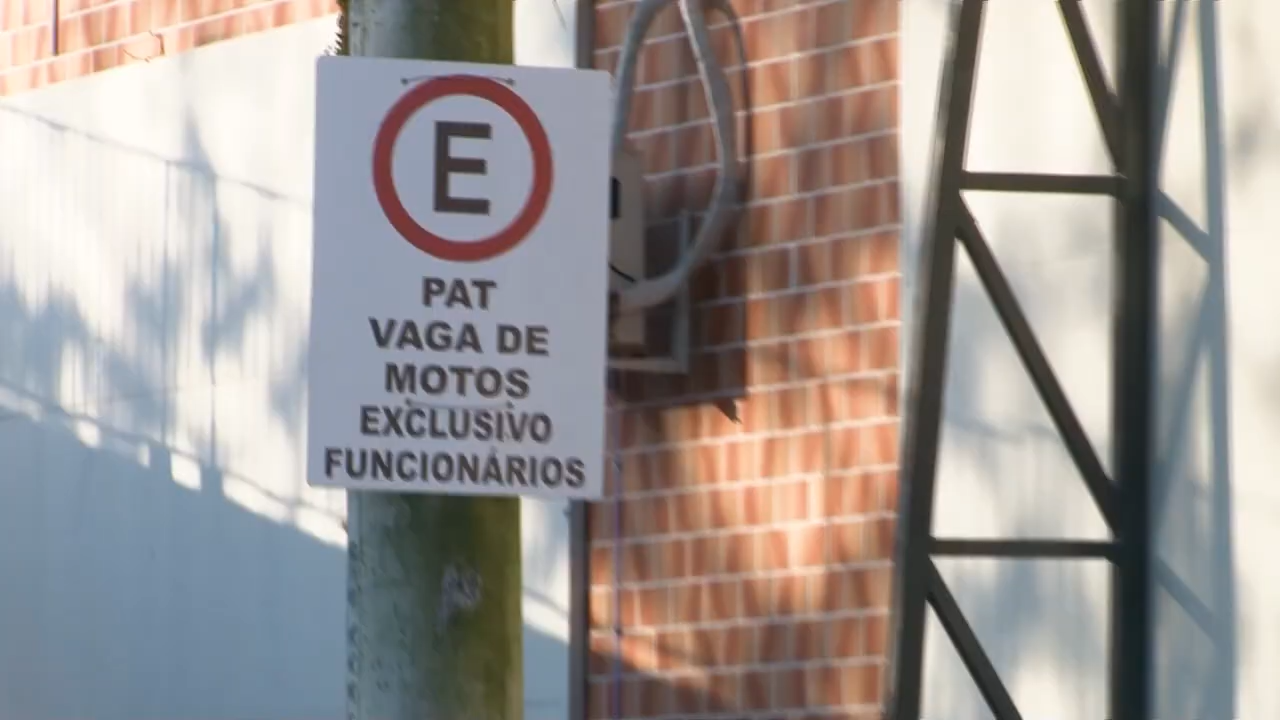 E
PAT
VAGA DE
MOTOS
EXCLUSIVO
FUNCIONÁRIOS